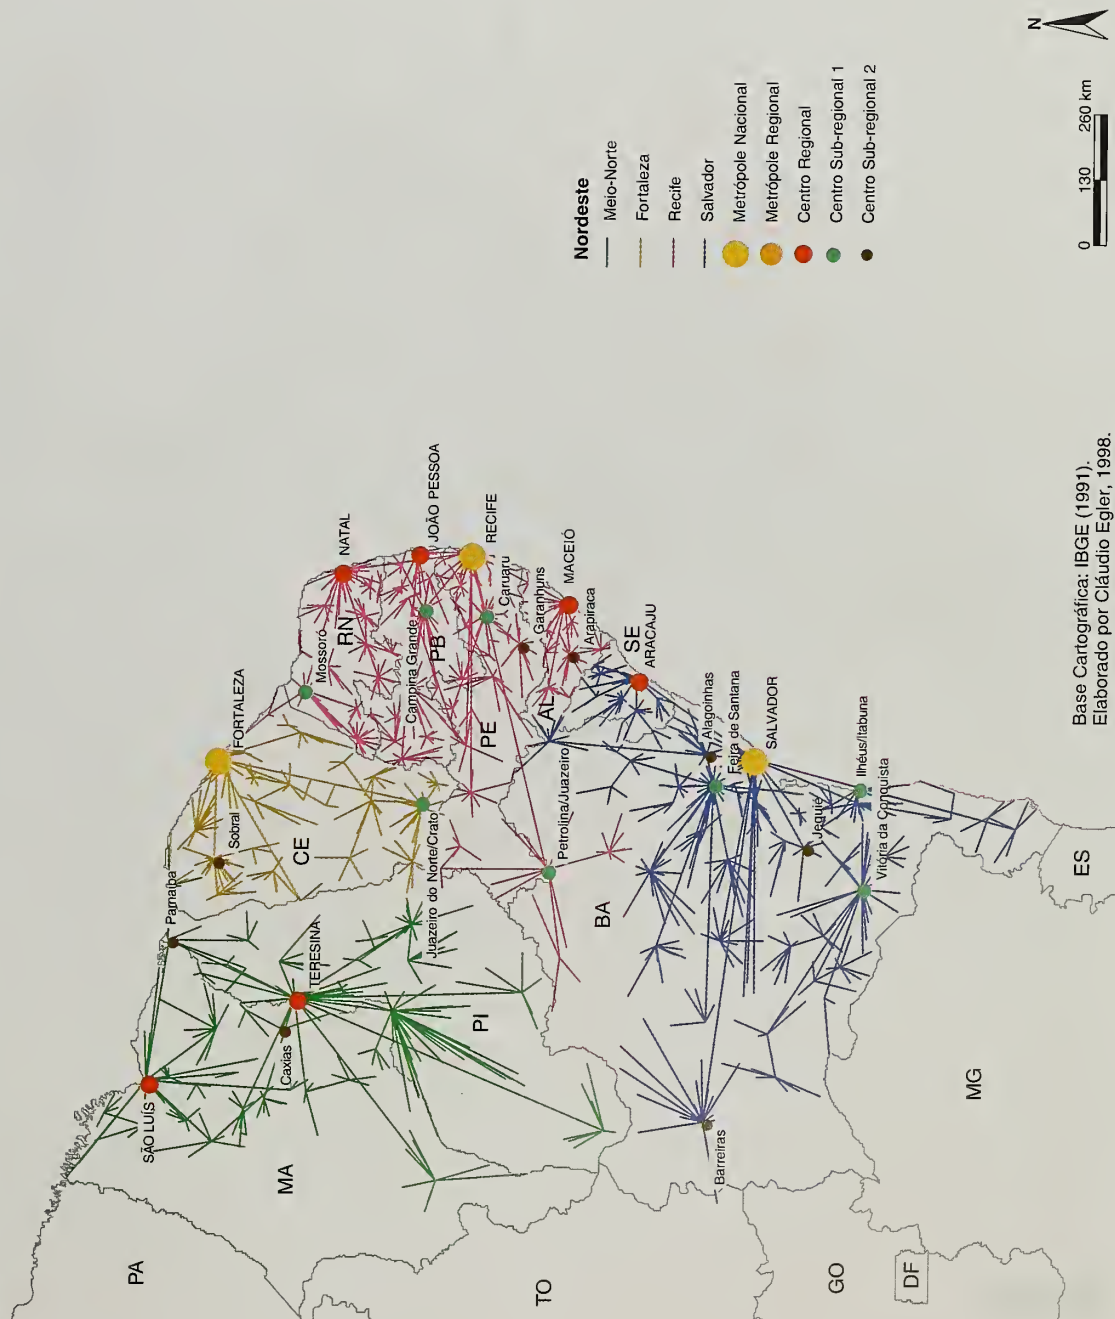 Nordeste
Meio-Norte
Fortaleza
Recife
Salvador
Metrópole Nacional
Metrópole Regional
Centro Regional
Centro Sub-regional 1
Centro Sub-regional 2
N
0 130 260 km
PA
SÃO LUÍS
Parnaíba
Sobral
FORTALEZA
MA
Caxias
TERESINA
CE
Mossoró
RN
NATAL
Juazeiro do Norte/Crato
Campina Grande
PB
JOÃO PESSOA
PI
PE
RECIFE
Caruaru
Garanhuns
TO
Petrolina/Juazeiro
AL
MACEIÓ
Arapiraca
BA
SE
ARACAJU
Barreiras
Alagoinhas
Feira de Santana
SALVADOR
Jequié
Ilhéus/Itabuna
Vitória da Conquista
GO
DF
MG
ES
Base Cartográfica: IBGE (1991).
Elaborado por Cláudio Egler, 1998.